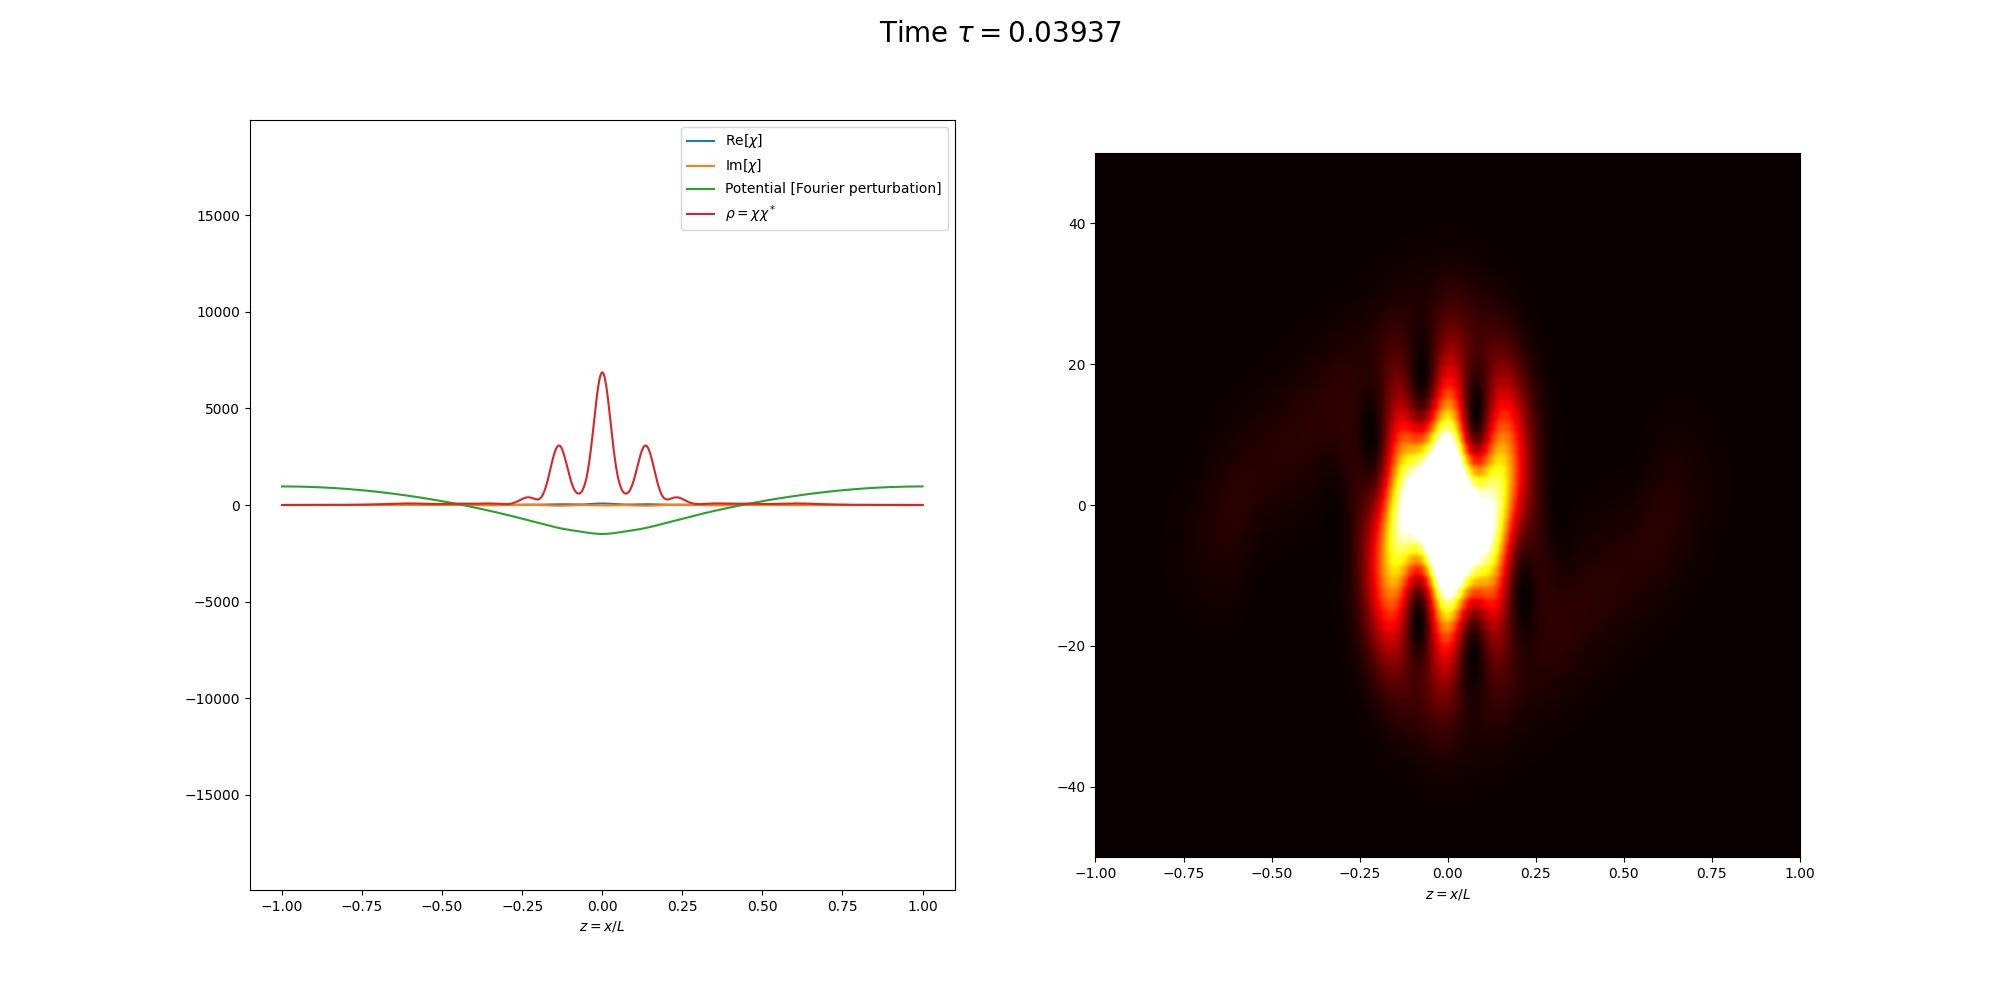 Time τ = 0.03937
Re[χ]
Im[χ]
Potential [Fourier perturbation]
ρ = χχ*
15000
10000
5000
0
−5000
−10000
−15000
−1.00 −0.75 −0.50 −0.25 0.00 0.25 0.50 0.75 1.00
z = x/L
40
20
0
−20
−40
−1.00 −0.75 −0.50 −0.25 0.00 0.25 0.50 0.75 1.00
z = x/L